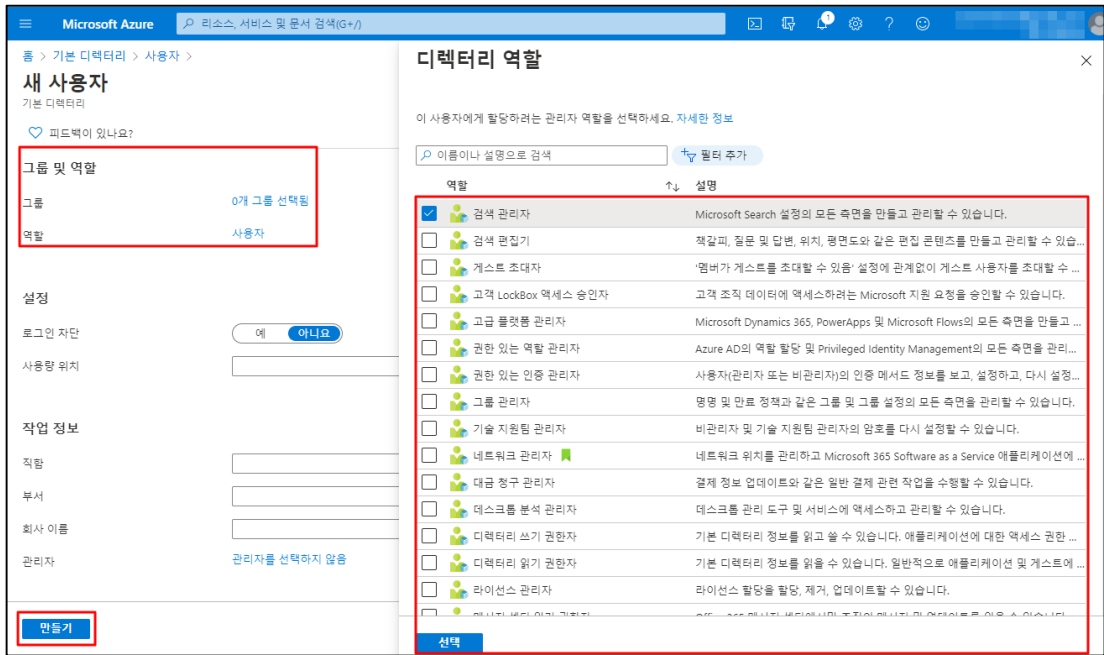 Microsoft Azure
리소스, 서비스 및 문서 검색(G+/)
1
홈 > 기본 디렉터리 > 사용자 >
새 사용자
기본 디렉터리
피드백이 있나요?
그룹 및 역할
그룹 0개 그룹 선택됨
역할 사용자
설정
로그인 차단 예 아니요
사용량 위치
작업 정보
직함
부서
회사 이름
관리자 관리자를 선택하지 않음
만들기
디렉터리 역할
이 사용자에게 할당하려는 관리자 역할을 선택하세요. 자세한 정보
이름이나 설명으로 검색 필터 추가
역할 설명
검색 관리자 Microsoft Search 설정의 모든 측면을 만들고 관리할 수 있습니다.
검색 편집기 책갈피, 질문 및 답변, 위치, 평면도와 같은 편집 콘텐츠를 만들고 관리할 수 있습...
게스트 초대자 '멤버가 게스트를 초대할 수 있음' 설정에 관계없이 게스트 사용자를 초대할 수 ...
고객 LockBox 액세스 승인자 고객 조직 데이터에 액세스하려는 Microsoft 지원 요청을 승인할 수 있습니다.
고급 플랫폼 관리자 Microsoft Dynamics 365, PowerApps 및 Microsoft Flows의 모든 측면을 만들고 ...
권한 있는 역할 관리자 Azure AD의 역할 할당 및 Privileged Identity Management의 모든 측면을 관리...
권한 있는 인증 관리자 사용자(관리자 또는 비관리자)의 인증 메서드 정보를 보고, 설정하고, 다시 설정...
그룹 관리자 명명 및 만료 정책과 같은 그룹 및 그룹 설정의 모든 측면을 관리할 수 있습니다.
기술 지원팀 관리자 비관리자 및 기술 지원팀 관리자의 암호를 다시 설정할 수 있습니다.
네트워크 관리자 네트워크 위치를 관리하고 Microsoft 365 Software as a Service 애플리케이션에 ...
대금 청구 관리자 결제 정보 업데이트와 같은 일반 결제 관련 작업을 수행할 수 있습니다.
데스크톱 분석 관리자 데스크톱 관리 도구 및 서비스에 액세스하고 관리할 수 있습니다.
디렉터리 쓰기 권한자 기본 디렉터리 정보를 읽고 쓸 수 있습니다. 애플리케이션에 대한 액세스 권한 ...
디렉터리 읽기 권한자 기본 디렉터리 정보를 읽을 수 있습니다. 일반적으로 애플리케이션 및 게스트에 ...
라이선스 관리자 라이선스 할당을 할당, 제거, 업데이트할 수 있습니다.
선택